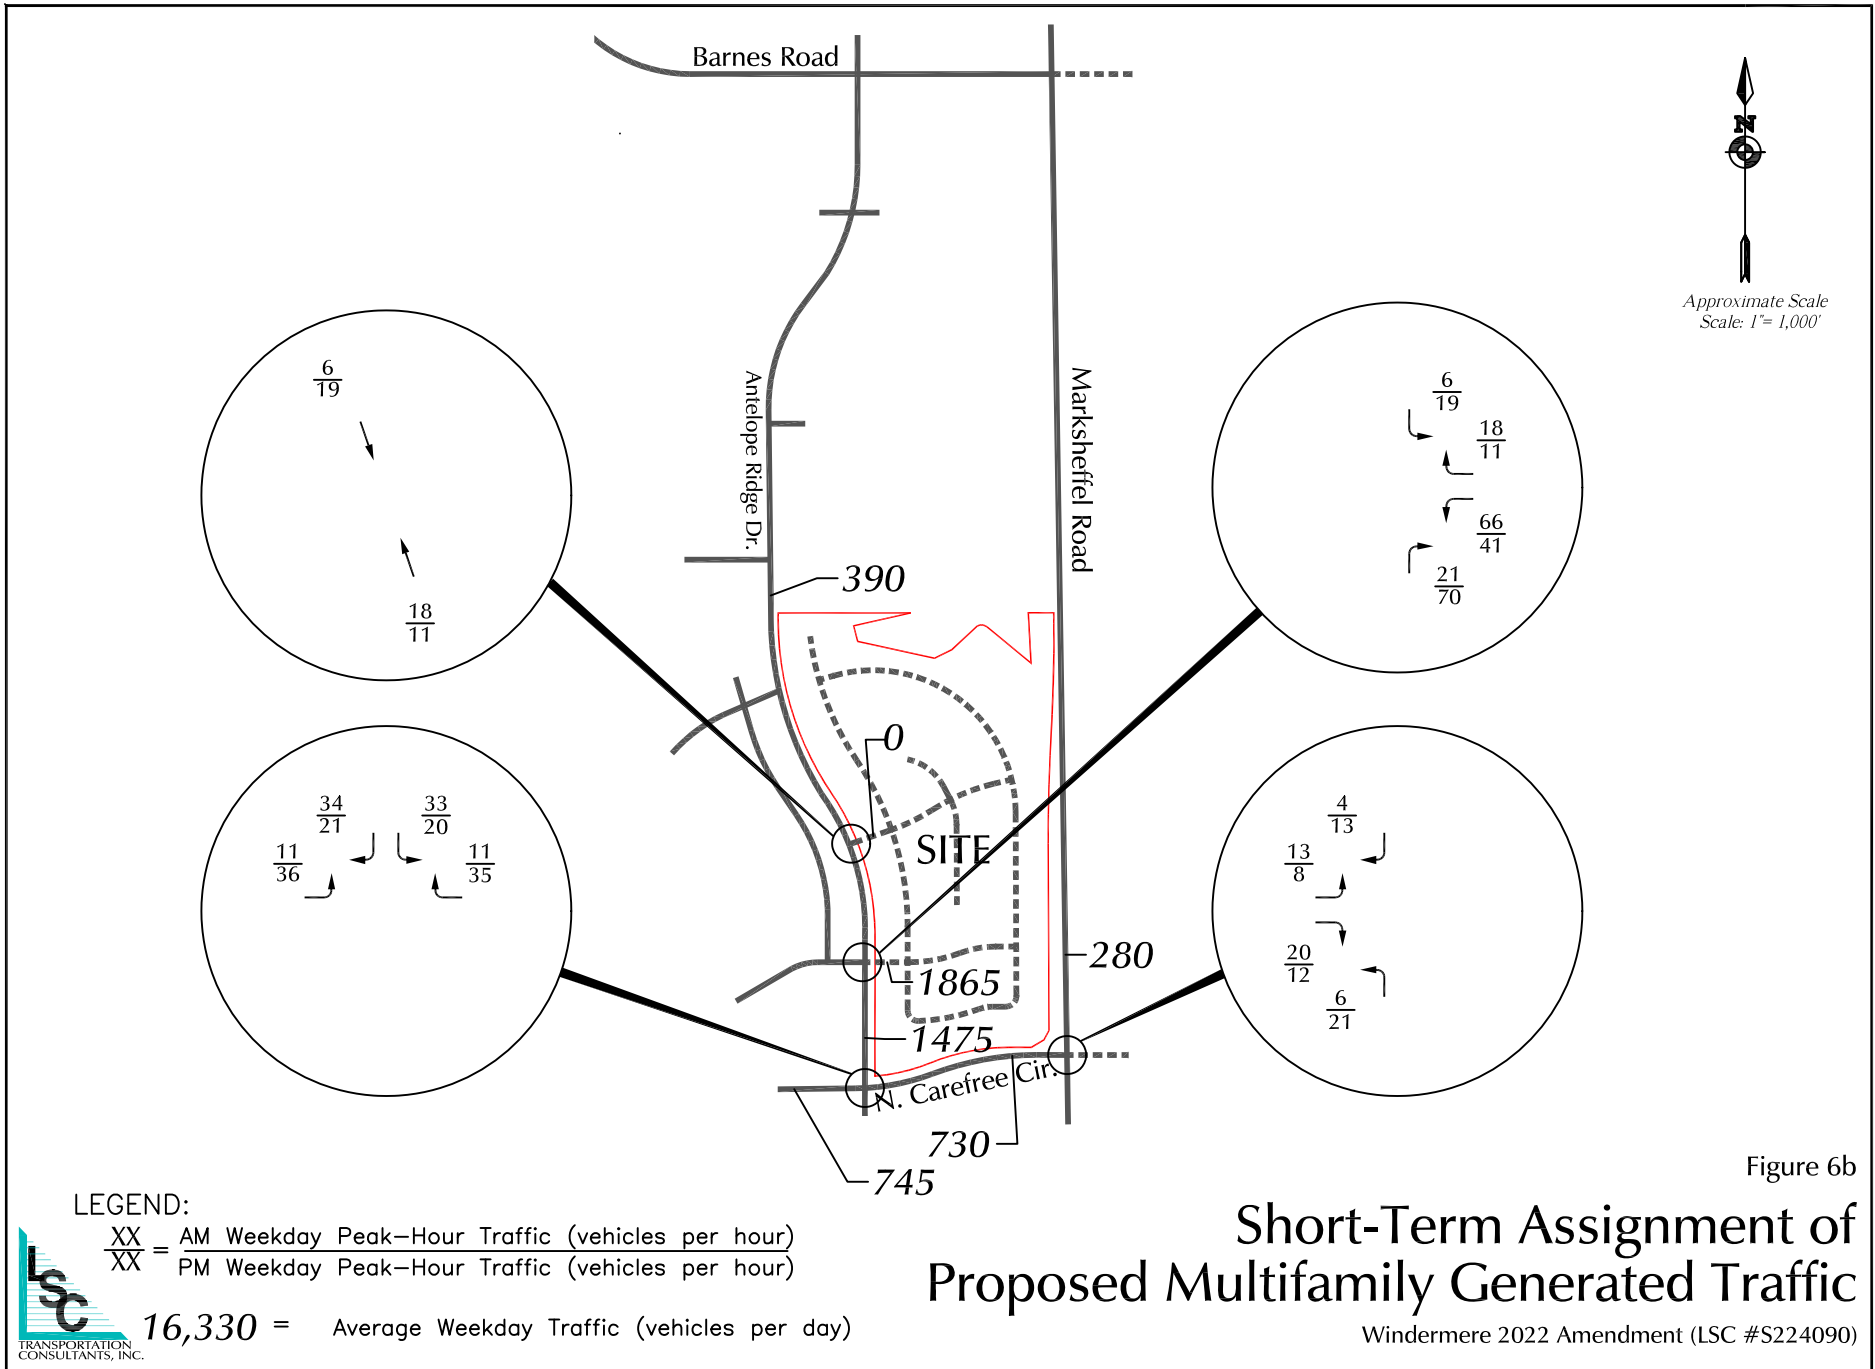 Barnes Road
N
Approximate Scale
Scale: 1"= 1,000'
Antelope Ridge Dr.
Marksheffel Road
6
19
18
11
6
19
18
11
66
41
21
70
390
0
SITE
34
21
33
20
11
36
11
35
4
13
13
8
20
12
6
21
280
1865
1475
N. Carefree Cir.
730
745
Figure 6b
Short-Term Assignment of
Proposed Multifamily Generated Traffic
Windermere 2022 Amendment (LSC #S224090)
LEGEND:
XX = AM Weekday Peak-Hour Traffic (vehicles per hour)
XX PM Weekday Peak-Hour Traffic (vehicles per hour)
16,330 = Average Weekday Traffic (vehicles per day)
LSC
TRANSPORTATION
CONSULTANTS, INC.